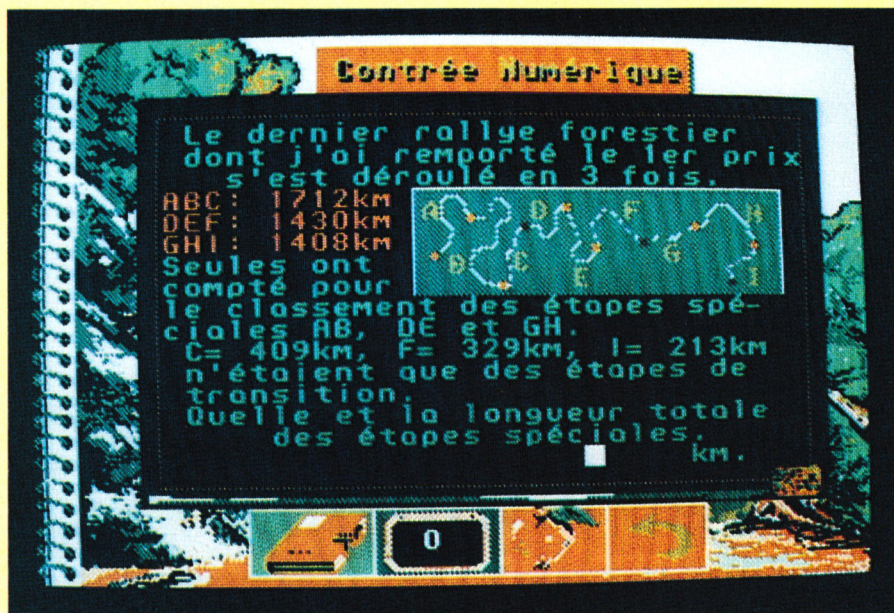 Contrée Numérique
Le dernier rallye forestier
dont j'ai remporté le 1er prix
s'est déroulé en 3 fois.
ABC: 1712km
DEF: 1430km
GHI: 1408km
A D F H
B C E G I
Seules ont
compté pour
le classement des étapes spé-
ciales AB, DE et GH.
C= 409km, F= 329km, I= 213km
n'étaient que des étapes de
transition.
Quelle et la longueur totale
des étapes spéciales.
km.
0